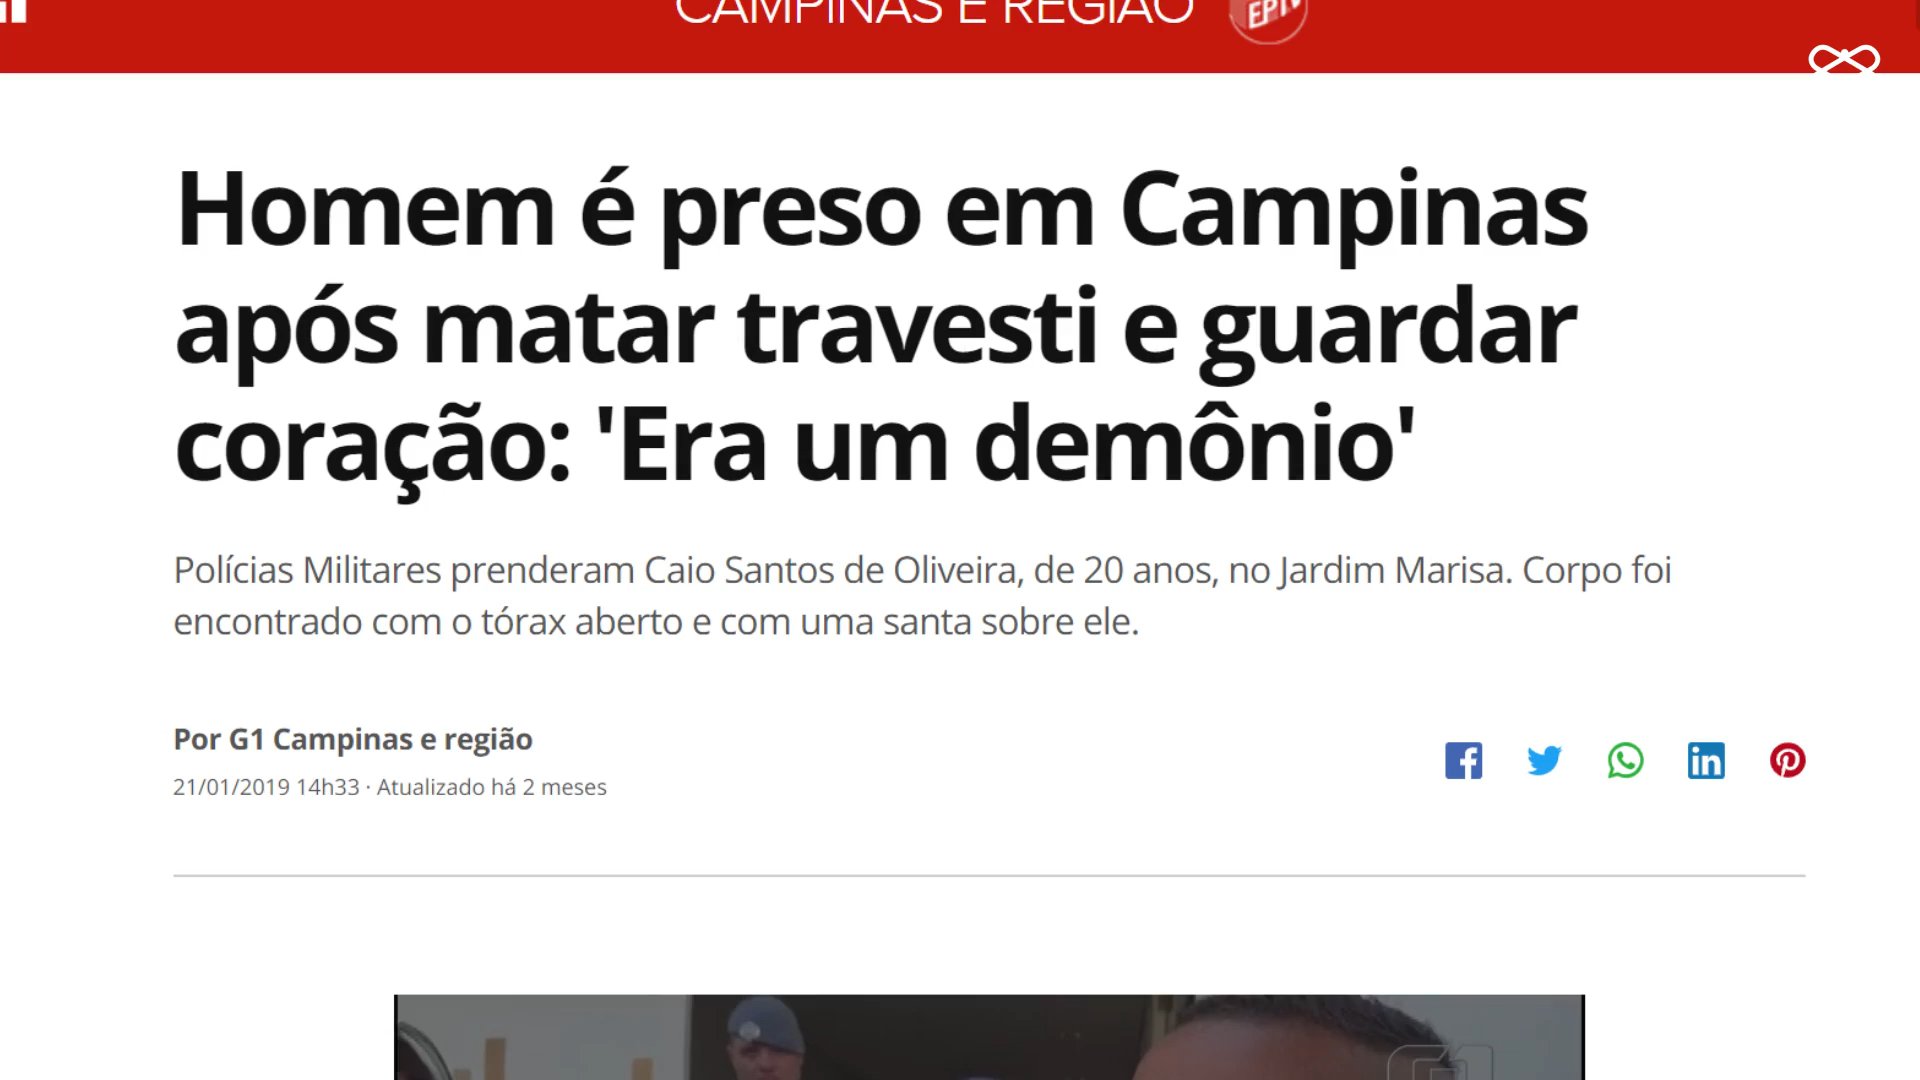 CAMPINAS E REGIÃO
EPTV
Homem é preso em Campinas
após matar travesti e guardar
coração: 'Era um demônio'
Polícias Militares prenderam Caio Santos de Oliveira, de 20 anos, no Jardim Marisa. Corpo foi
encontrado com o tórax aberto e com uma santa sobre ele.
Por G1 Campinas e região
21/01/2019 14h33 · Atualizado há 2 meses
G1